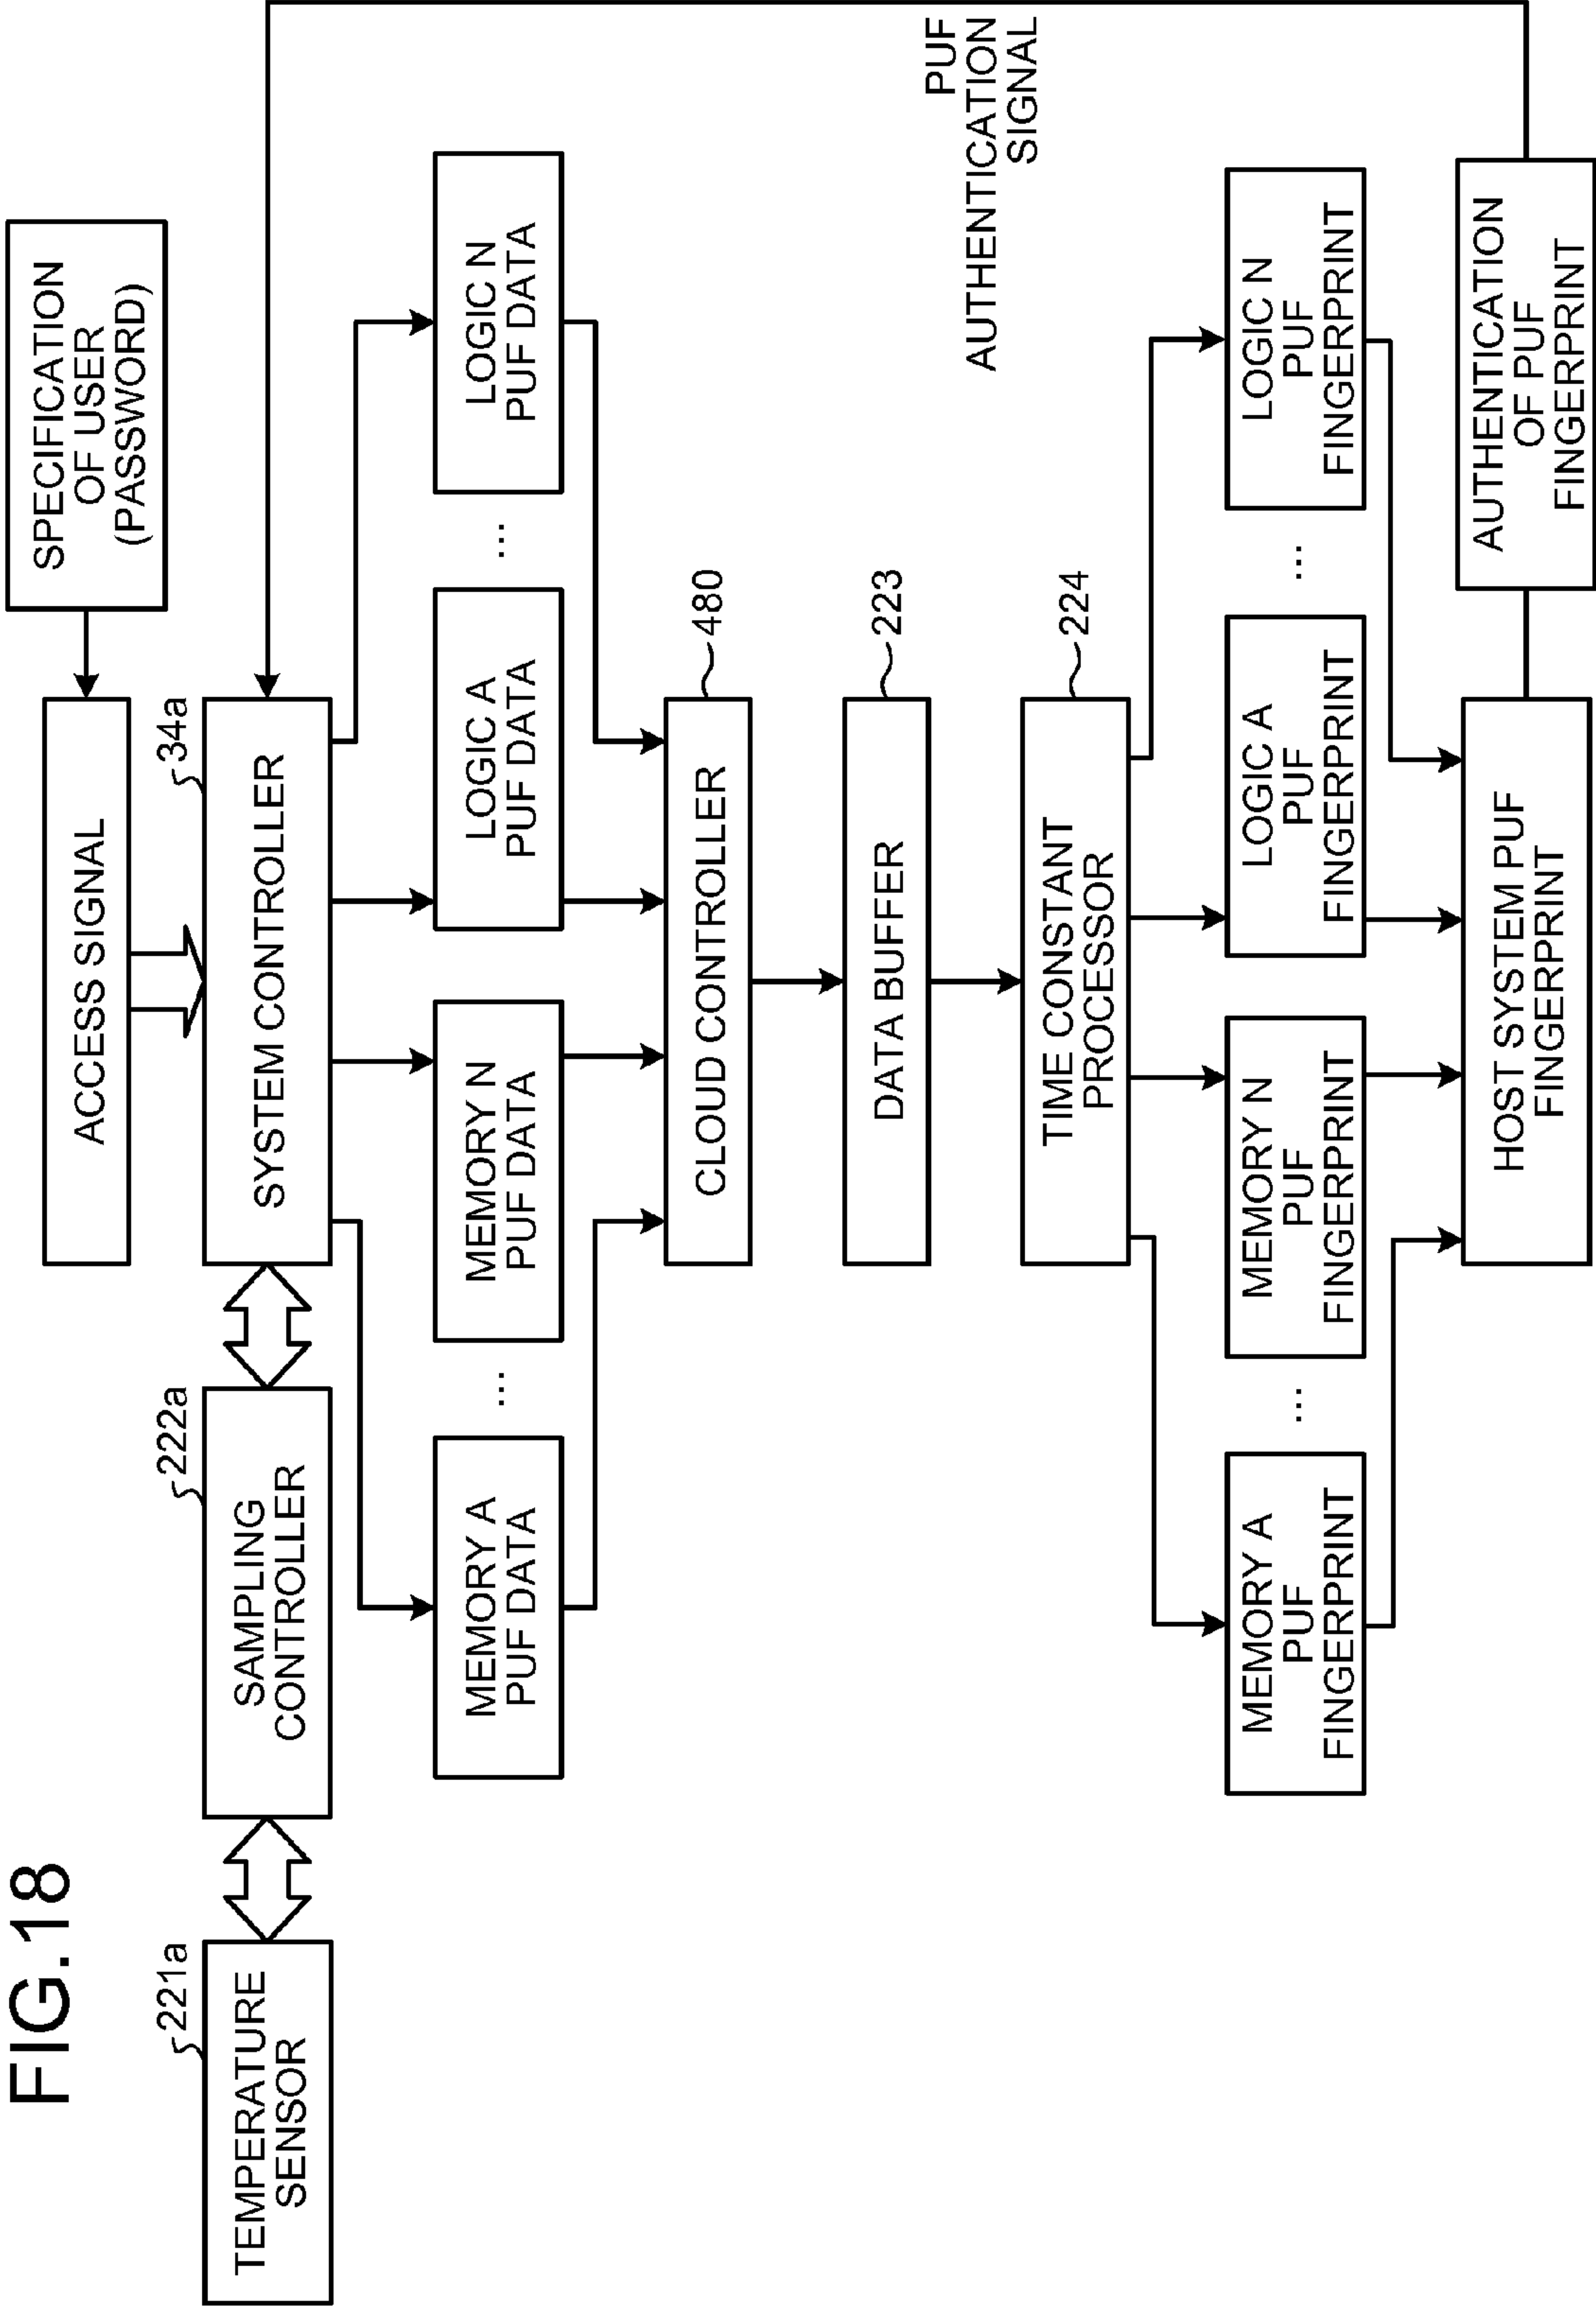 FIG.18
SPECIFICATION
OF USER
(PASSWORD)
ACCESS SIGNAL
221a
222a
34a
TEMPERATURE
SENSOR
SAMPLING
CONTROLLER
SYSTEM CONTROLLER
MEMORY A
PUF DATA
...
MEMORY N
PUF DATA
LOGIC A
PUF DATA
...
LOGIC N
PUF DATA
CLOUD CONTROLLER
480
DATA BUFFER
223
TIME CONSTANT
PROCESSOR
224
PUF
AUTHENTICATION
SIGNAL
MEMORY A
PUF
FINGERPRINT
...
MEMORY N
PUF
FINGERPRINT
LOGIC A
PUF
FINGERPRINT
...
LOGIC N
PUF
FINGERPRINT
HOST SYSTEM PUF
FINGERPRINT
AUTHENTICATION
OF PUF
FINGERPRINT